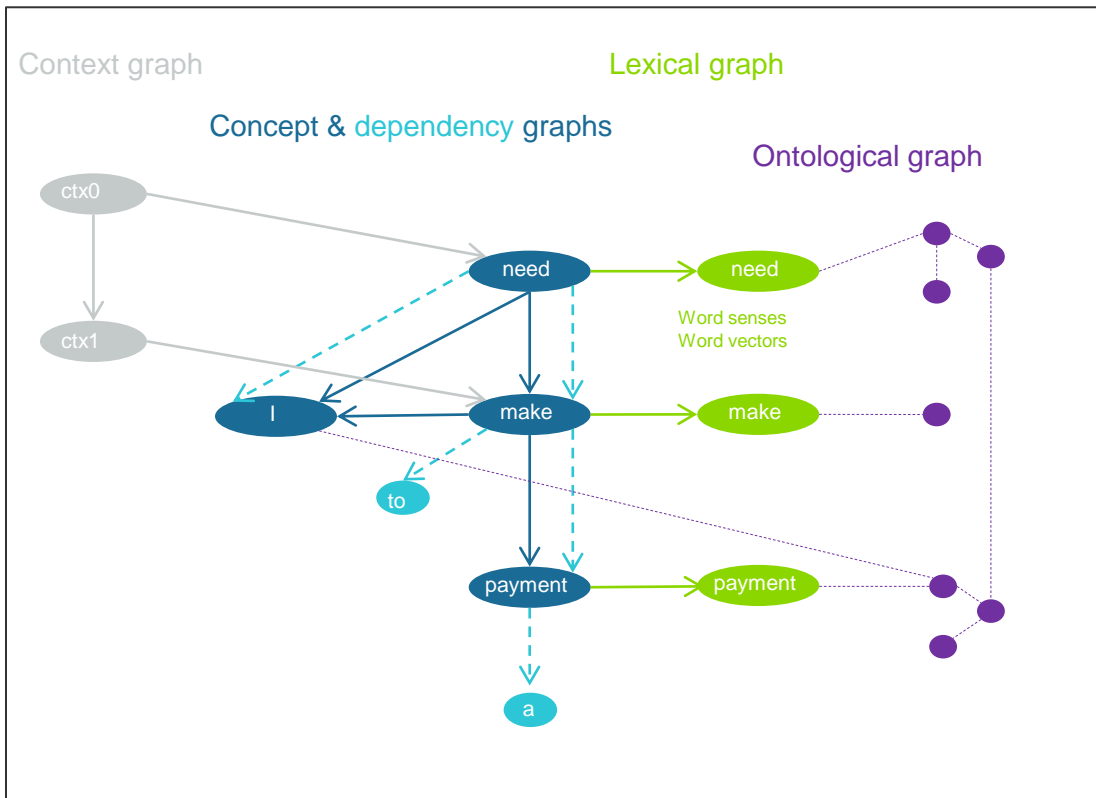 Context graph
Lexical graph
Concept & dependency graphs
Ontological graph
ctx0
need
need
Word senses
Word vectors
ctx1
I
make
make
to
payment
payment
a